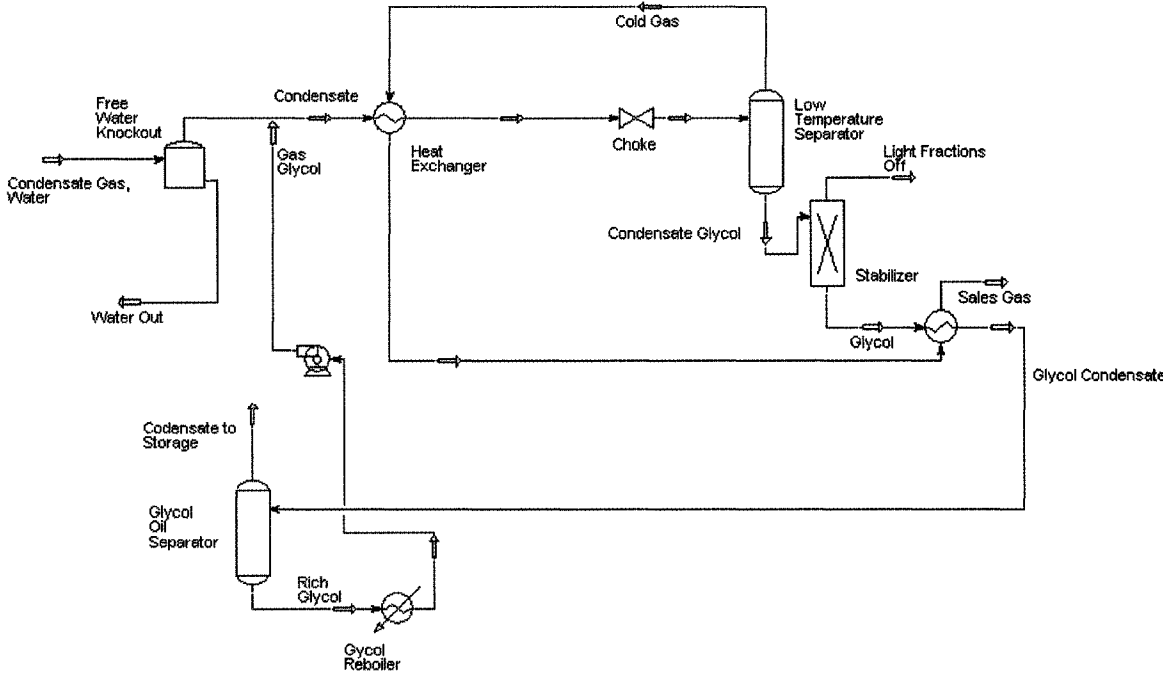 Cold Gas
Free
Water
Knockout
Condensate
Low
Temperature
Separator
Choke
Heat
Exchanger
Gas
Glycol
Light Fractions
Off
Condensate Gas,
Water
Condensate Glycol
Stabilizer
Sales Gas
Water Out
Glycol
Glycol Condensate
Codensate to
Storage
Glycol
Oil
Separator
Rich
Glycol
Gycol
Reboiler